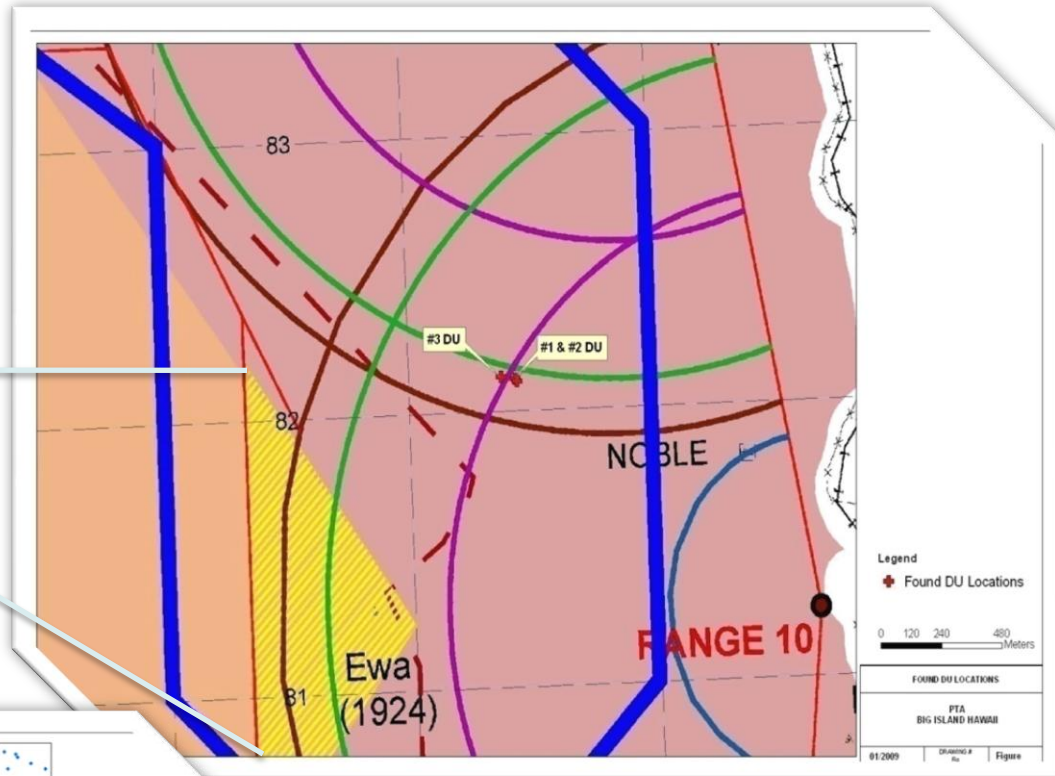 83
#3 DU
#1 & #2 DU
82
NOBLE
Legend
Found DU Locations
0 120 240 480
Meters
RANGE 10
Ewa
(1924)
81
FOUND DU LOCATIONS
PTA
BIG ISLAND HAWAII
01/2009
DRAWING #
Figure